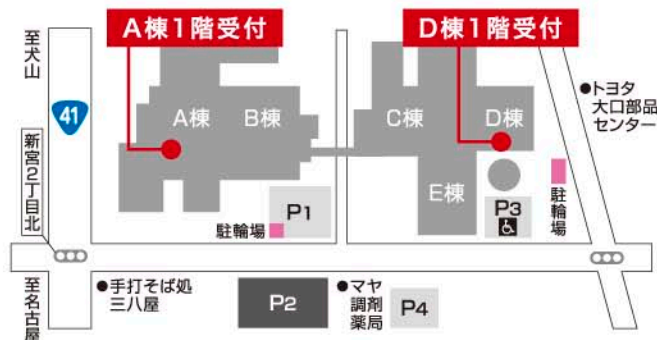 A棟1階受付
D棟1階受付
至犬山
41
新宮2丁目北
A棟
B棟
C棟
D棟
E棟
●トヨタ
大口部品
センター
P1
駐輪場
P3
駐輪場
至名古屋
●手打そば処
三八屋
P2
●マヤ
調剤
薬局
P4